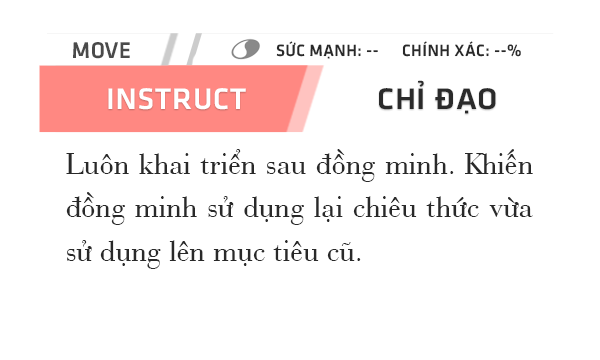 MOVE SỨC MẠNH: -- CHÍNH XÁC: --%
INSTRUCT CHỈ ĐẠO
Luôn khai triển sau đồng minh. Khiến
đồng minh sử dụng lại chiêu thức vừa
sử dụng lên mục tiêu cũ.